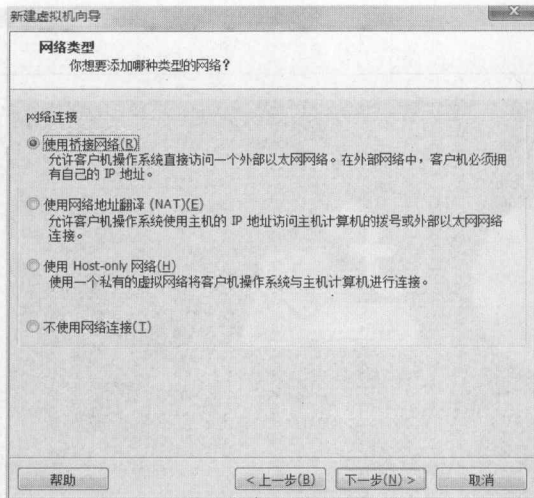 新建虚拟机向导
网络类型
你想要添加哪种类型的网络?
网络连接
使用桥接网络(R)
允许客户机操作系统直接访问一个外部以太网网络。在外部网络中，客户机必须拥
有自己的 IP 地址。
使用网络地址翻译 (NAT)(E)
允许客户机操作系统使用主机的 IP 地址访问主机计算机的拨号或外部以太网网络
连接。
使用 Host-only 网络(H)
使用一个私有的虚拟网络将客户机操作系统与主机计算机进行连接。
不使用网络连接(T)
帮助 < 上一步(B) 下一步(N) > 取消